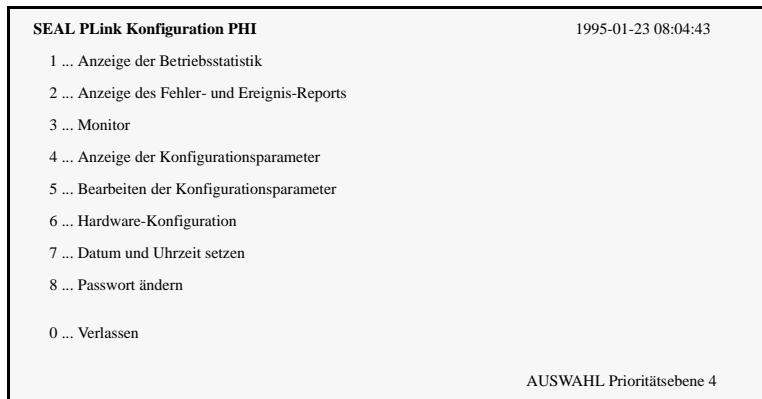 SEAL PLink Konfiguration PHI 1995-01-23 08:04:43
1 ... Anzeige der Betriebsstatistik
2 ... Anzeige des Fehler- und Ereignis-Reports
3 ... Monitor
4 ... Anzeige der Konfigurationsparameter
5 ... Bearbeiten der Konfigurationsparameter
6 ... Hardware-Konfiguration
7 ... Datum und Uhrzeit setzen
8 ... Passwort ändern
0 ... Verlassen
AUSWAHL Prioritätsebene 4